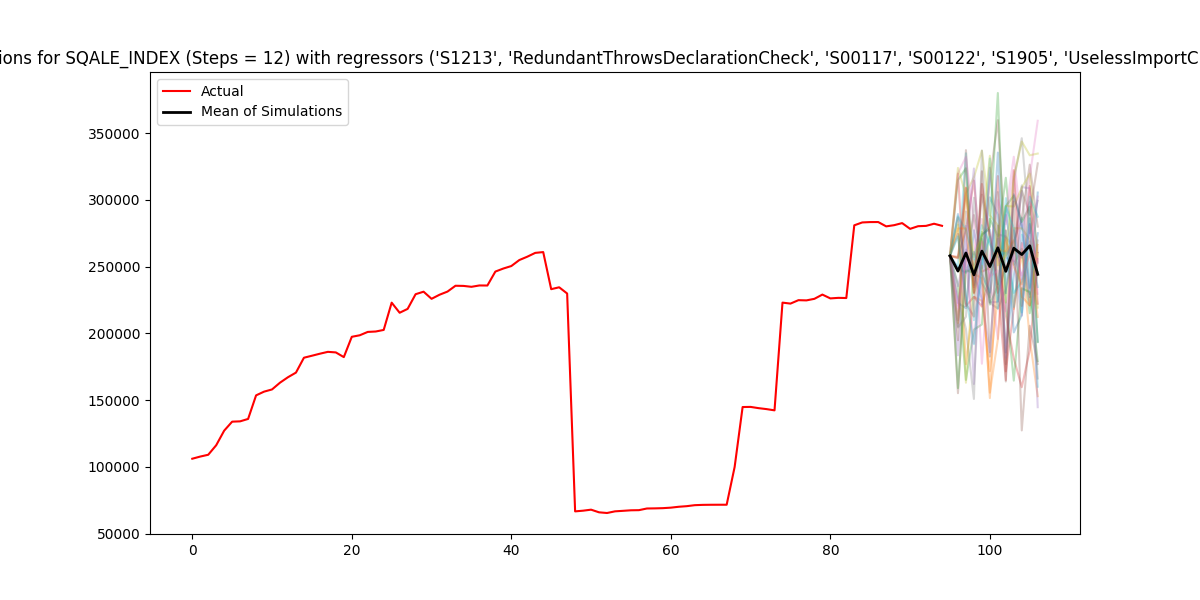 ions for SQALE_INDEX (Steps = 12) with regressors ('S1213', 'RedundantThrowsDeclarationCheck', 'S00117', 'S00122', 'S1905', 'UselessImportC
Actual
Mean of Simulations
350000
300000
250000
200000
150000
100000
50000
0 20 40 60 80 100